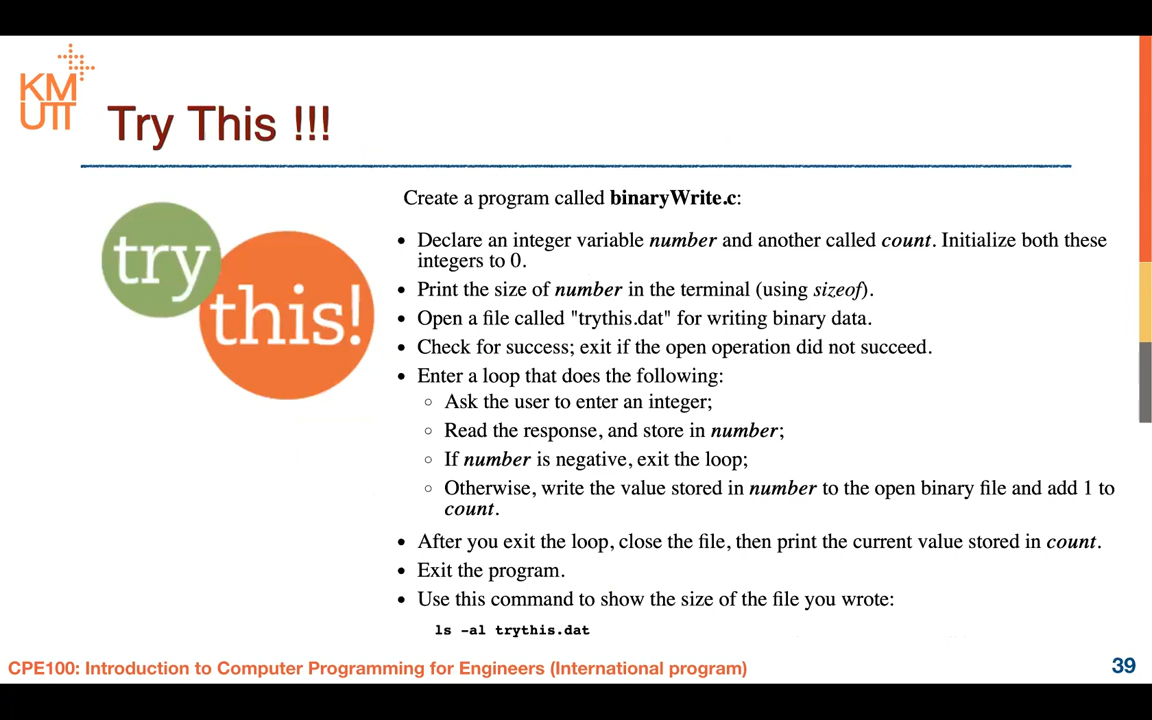 KM
UTT
Try This !!!
try
this!
Create a program called binaryWrite.c:
• Declare an integer variable number and another called count. Initialize both these
integers to 0.
• Print the size of number in the terminal (using sizeof).
• Open a file called "trythis.dat" for writing binary data.
• Check for success; exit if the open operation did not succeed.
• Enter a loop that does the following:
◦ Ask the user to enter an integer;
◦ Read the response, and store in number;
◦ If number is negative, exit the loop;
◦ Otherwise, write the value stored in number to the open binary file and add 1 to
count.
• After you exit the loop, close the file, then print the current value stored in count.
• Exit the program.
• Use this command to show the size of the file you wrote:
ls -al trythis.dat
CPE100: Introduction to Computer Programming for Engineers (International program)
39